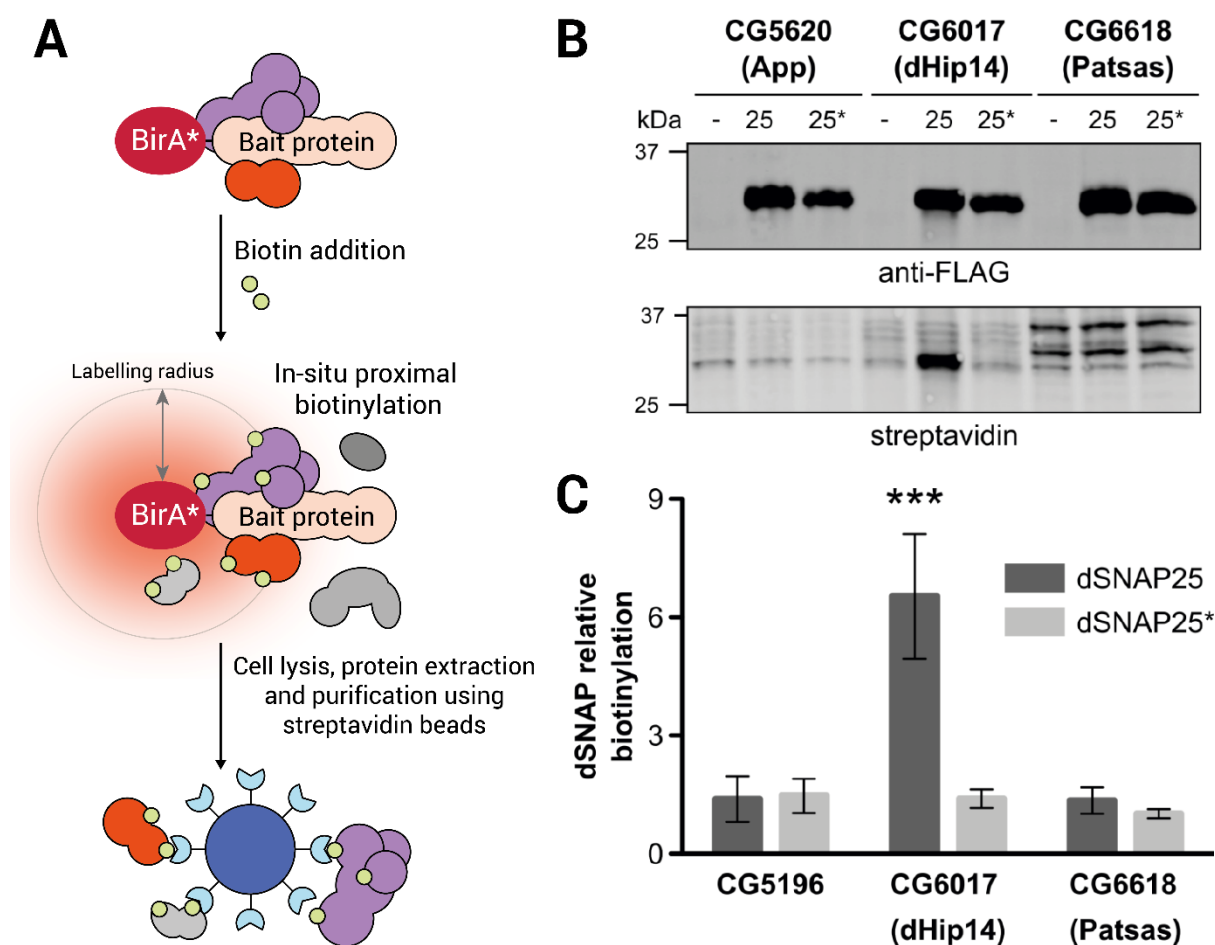 A
BirA*
Bait protein
Biotin addition
Labelling radius
In-situ proximal
biotinylation
BirA*
Bait protein
Cell lysis, protein extraction
and purification using
streptavidin beads
B
CG5620 CG6017 CG6618
(App) (dHip14) (Patsas)
kDa - 25 25* - 25 25* - 25 25*
37
25
anti-FLAG
37
25
streptavidin
C
9
6
3
0
dSNAP relative
biotinylation
***
dSNAP25
dSNAP25*
CG5196 CG6017 CG6618
(dHip14) (Patsas)